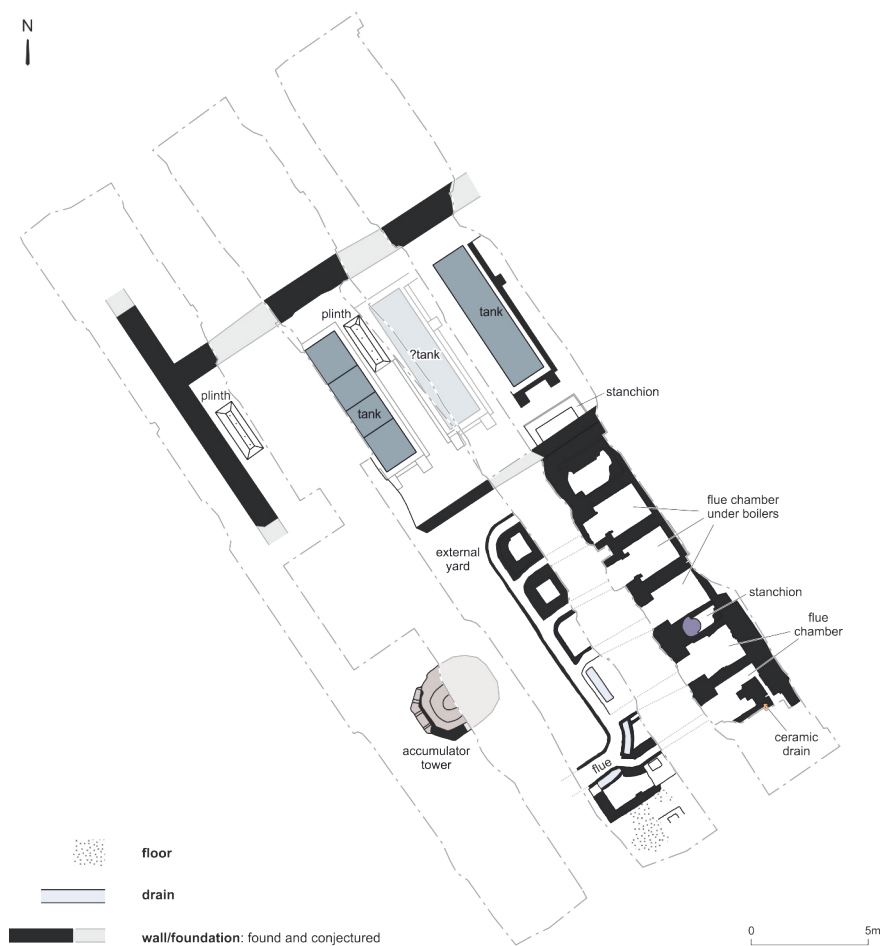 N
plinth
tank
?tank
stanchion
plinth
tank
flue chamber
under boilers
external
yard
stanchion
flue
chamber
accumulator
tower
flue
ceramic
drain
floor
drain
wall/foundation: found and conjectured
0
5m